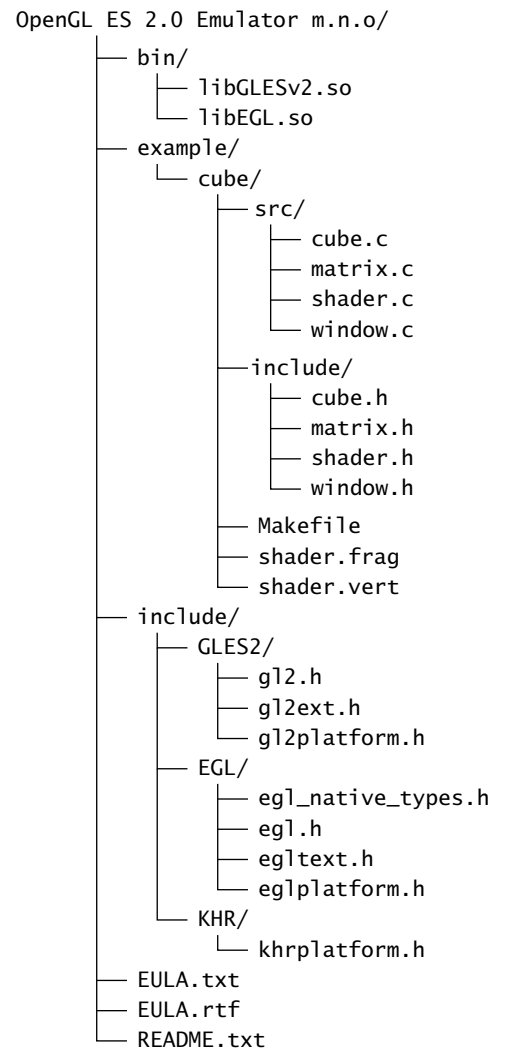 OpenGL ES 2.0 Emulator m.n.o/
bin/
libGLESv2.so
libEGL.so
example/
cube/
src/
cube.c
matrix.c
shader.c
window.c
include/
cube.h
matrix.h
shader.h
window.h
Makefile
shader.frag
shader.vert
include/
GLES2/
gl2.h
gl2ext.h
gl2platform.h
EGL/
egl_native_types.h
egl.h
egltext.h
eglplatform.h
KHR/
khrplatform.h
EULA.txt
EULA.rtf
README.txt